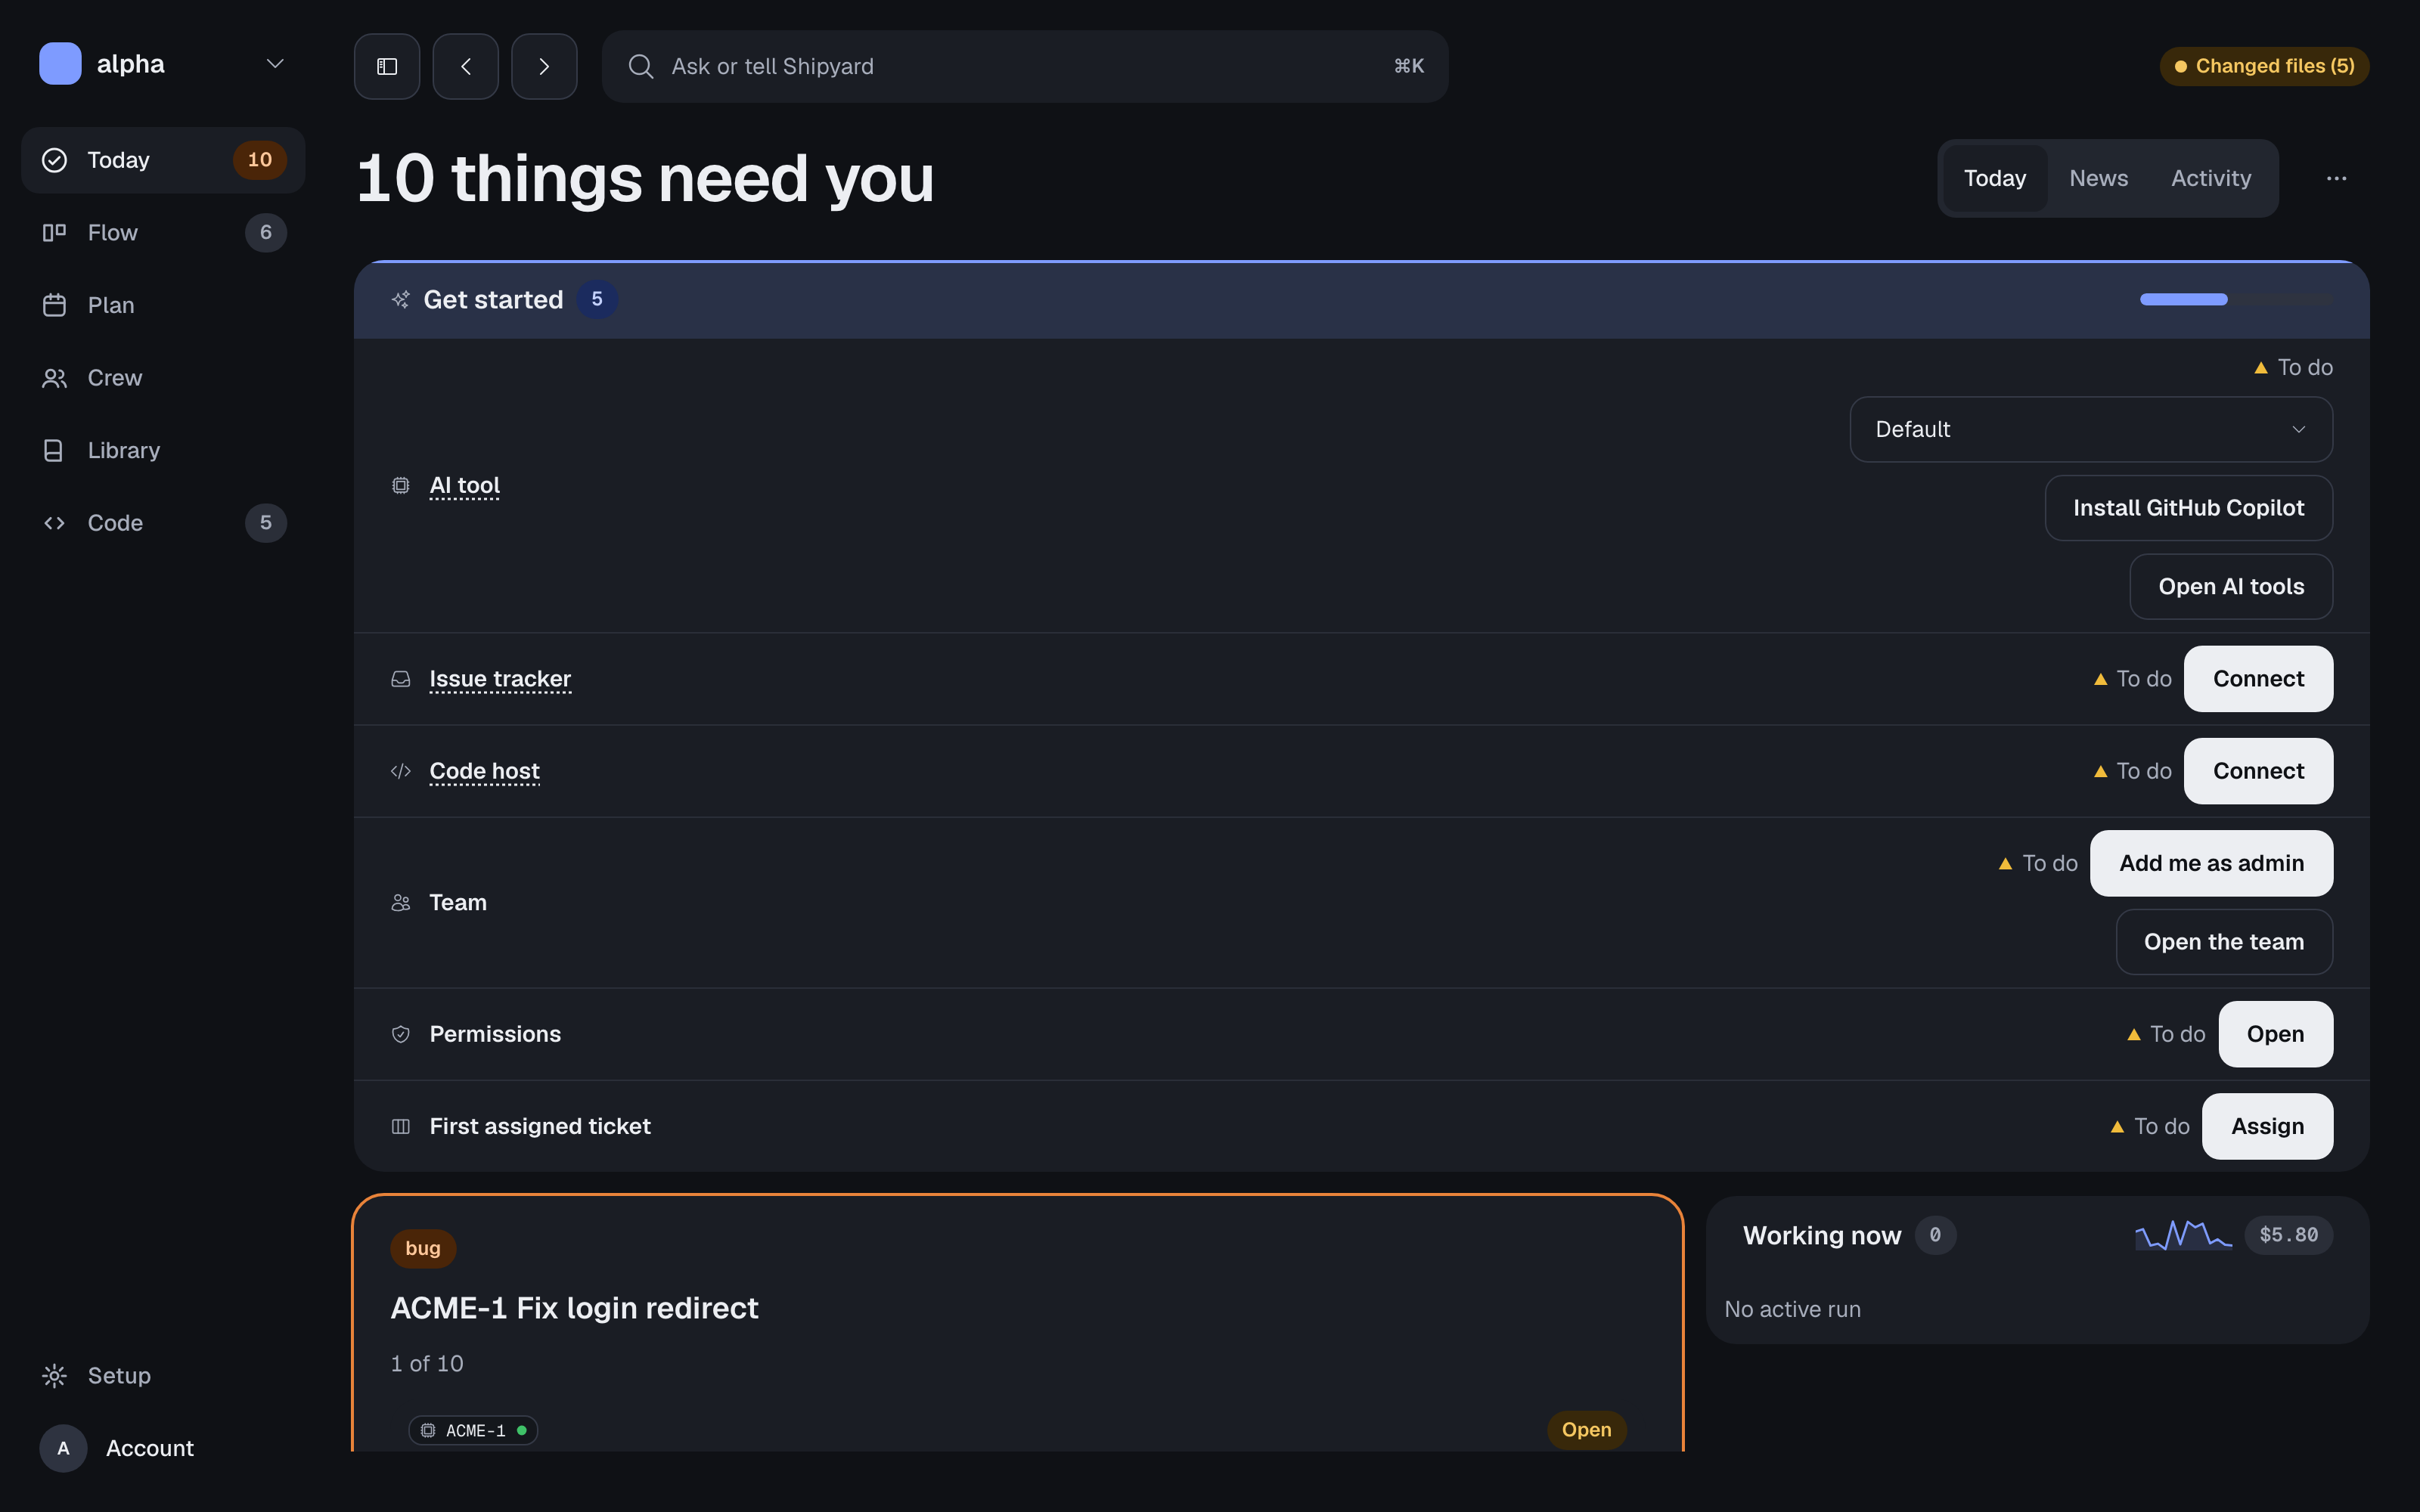 alpha
Ask or tell Shipyard
⌘K
Changed files (5)
Today
10
Flow
6
Plan
Crew
Library
Code
5
Setup
A
Account
10 things need you
Today
News
Activity
Get started
5
AI tool
To do
Default
Install GitHub Copilot
Open AI tools
Issue tracker
To do
Connect
Code host
To do
Connect
Team
To do
Add me as admin
Open the team
Permissions
To do
Open
First assigned ticket
To do
Assign
bug
ACME-1 Fix login redirect
1 of 10
ACME-1
Open
Working now
0
$5.80
No active run